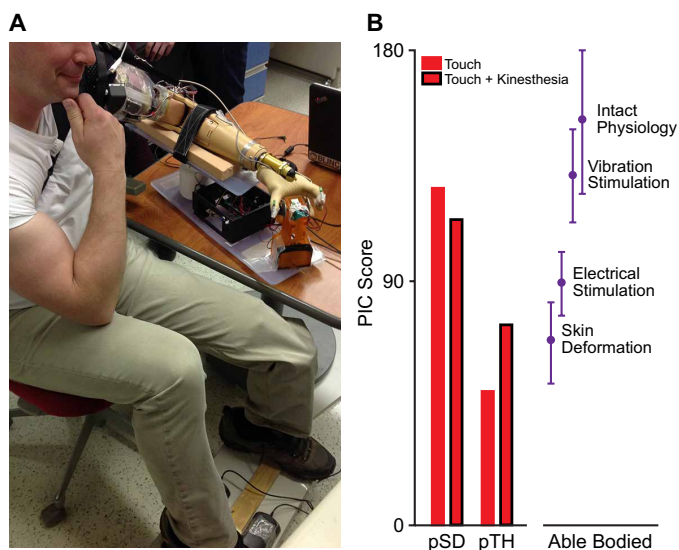 A
B
180
Touch
Touch + Kinesthesia
Intact
Physiology
Vibration
Stimulation
90
Electrical
Stimulation
Skin
Deformation
PIC Score
0
pSD
pTH
Able Bodied